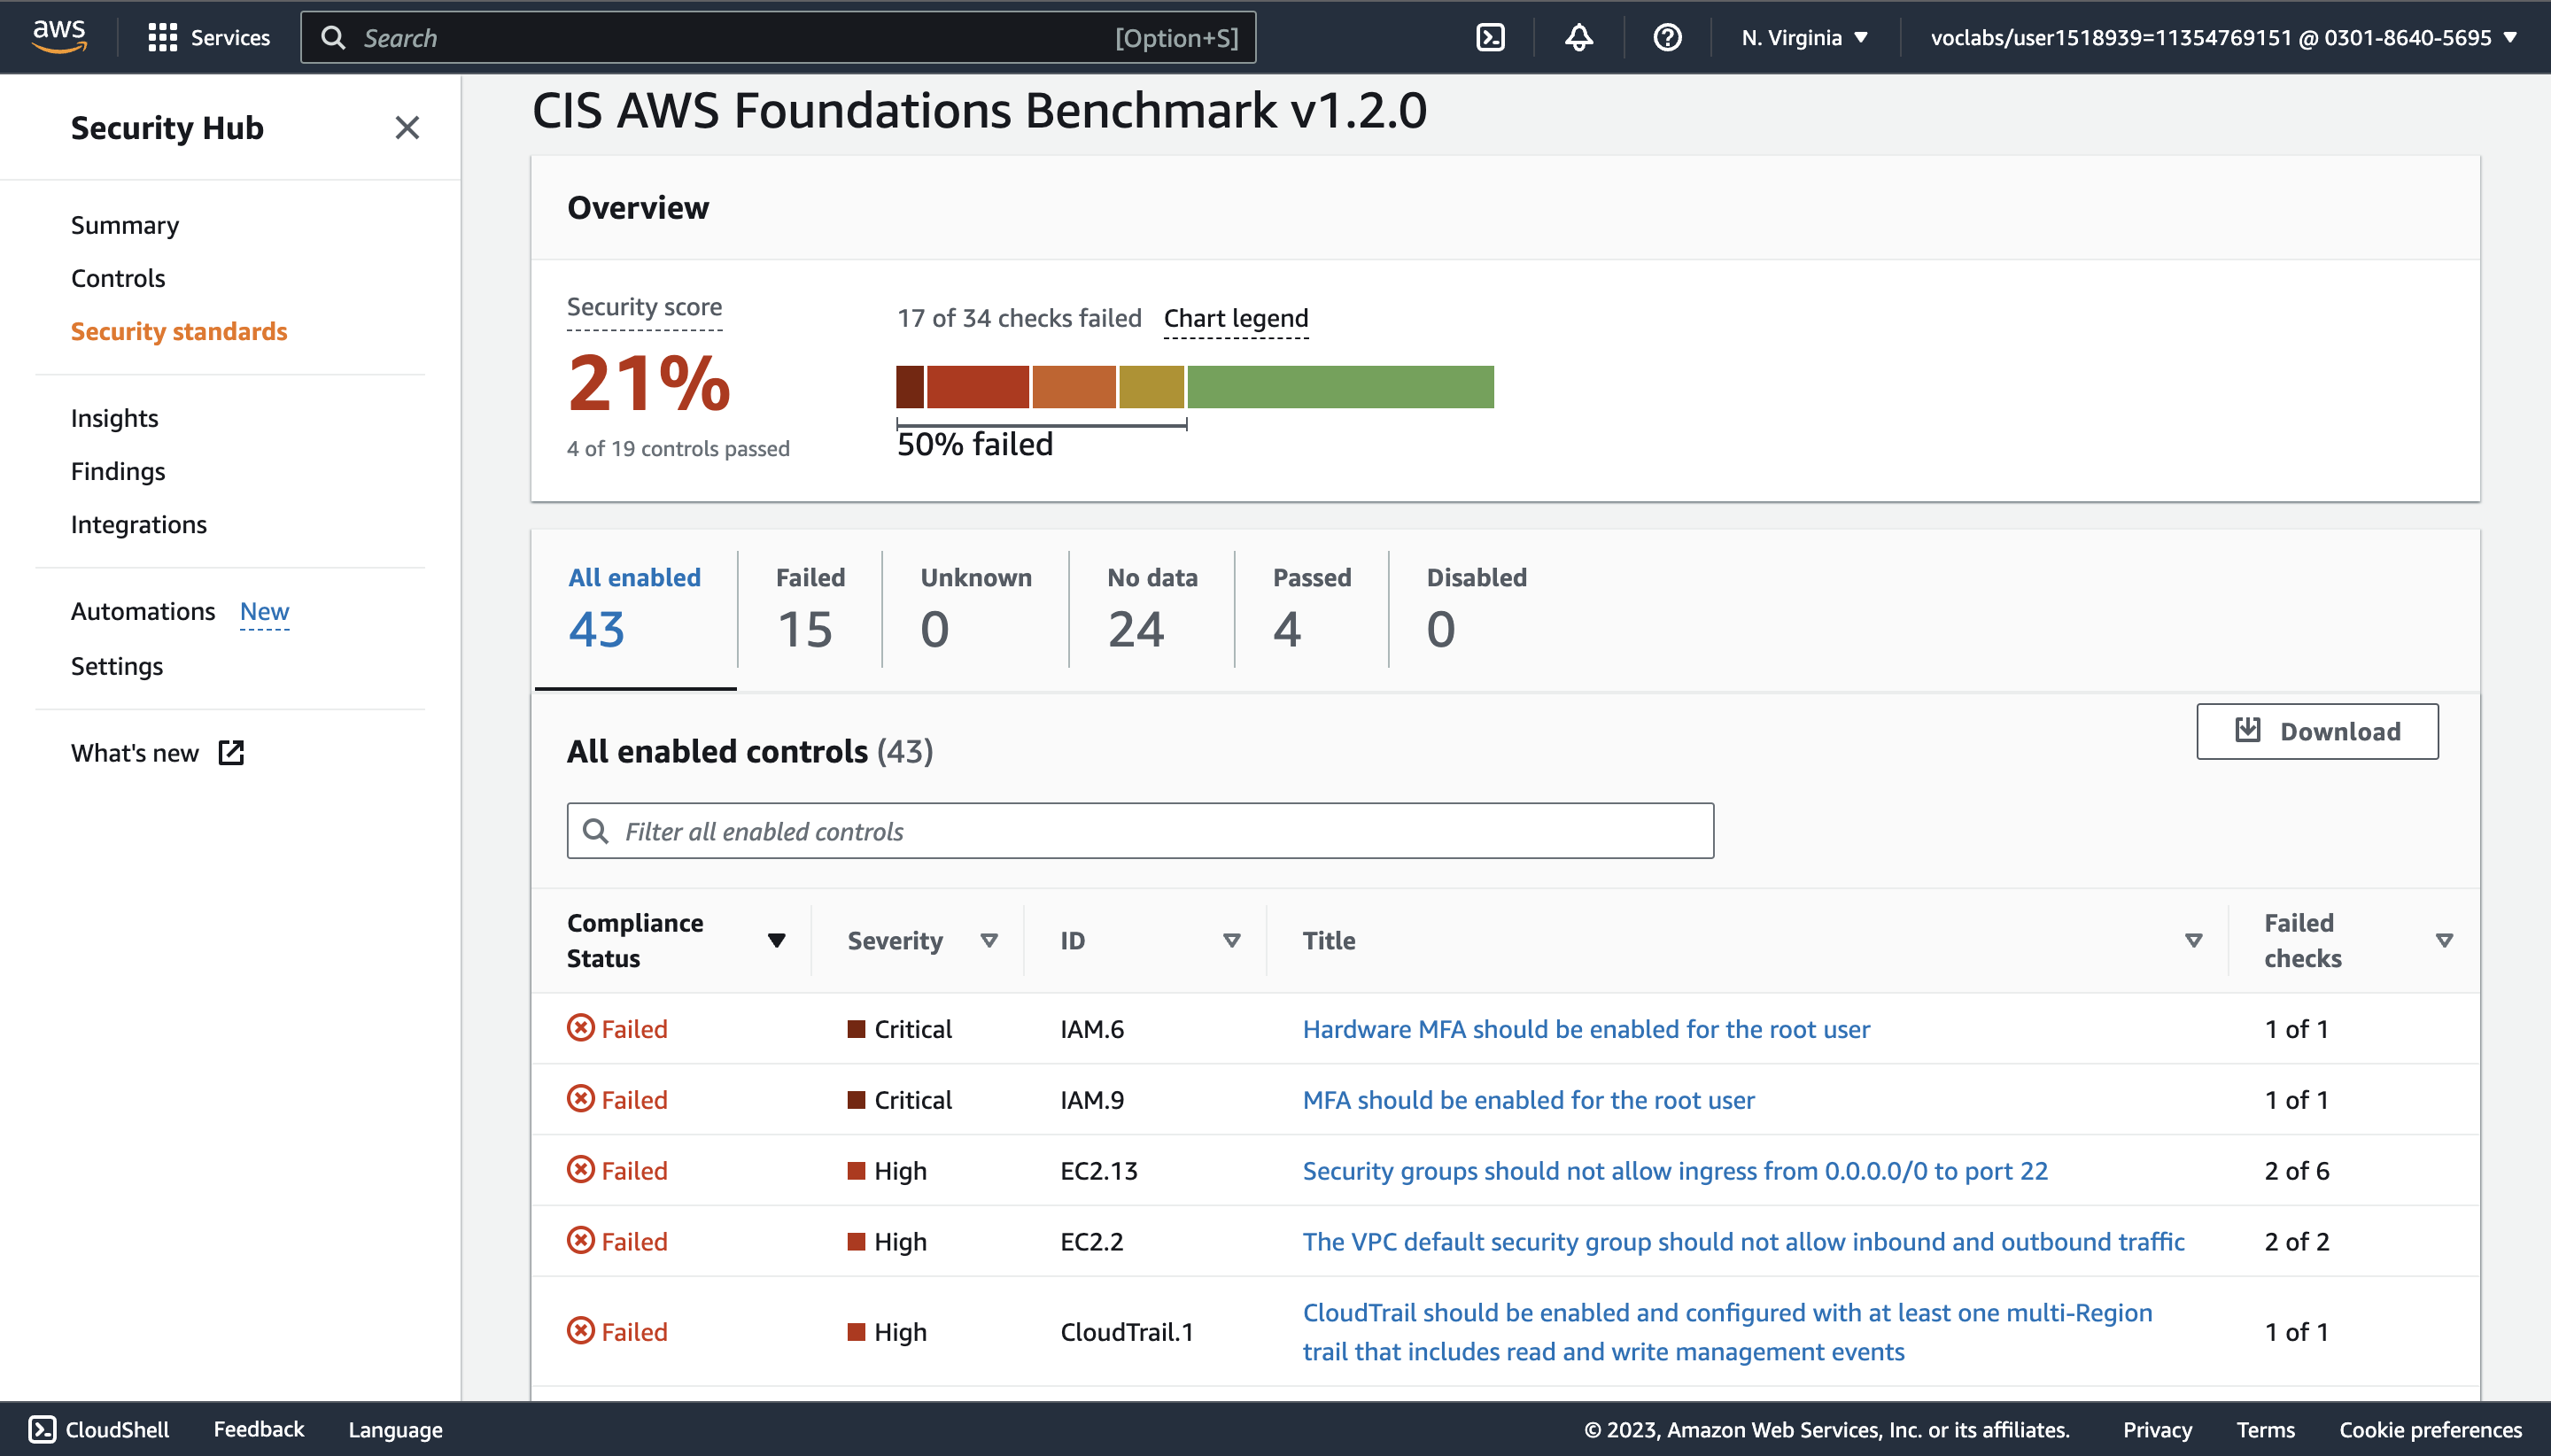 aws
Services
Search
[Option+S]
N. Virginia
voclabs/user1518939=11354769151 @ 0301-8640-5695
Security Hub
Summary
Controls
Security standards
Insights
Findings
Integrations
Automations New
Settings
What's new
CIS AWS Foundations Benchmark v1.2.0
Overview
Security score
21%
4 of 19 controls passed
17 of 34 checks failed Chart legend
50% failed
All enabled
43
Failed
15
Unknown
0
No data
24
Passed
4
Disabled
0
All enabled controls (43)
Download
Filter all enabled controls
Compliance
Status
Severity
ID
Title
Failed
checks
Failed Critical IAM.6 Hardware MFA should be enabled for the root user 1 of 1
Failed Critical IAM.9 MFA should be enabled for the root user 1 of 1
Failed High EC2.13 Security groups should not allow ingress from 0.0.0.0/0 to port 22 2 of 6
Failed High EC2.2 The VPC default security group should not allow inbound and outbound traffic 2 of 2
Failed High CloudTrail.1 CloudTrail should be enabled and configured with at least one multi-Region
trail that includes read and write management events 1 of 1
CloudShell Feedback Language
© 2023, Amazon Web Services, Inc. or its affiliates. Privacy Terms Cookie preferences